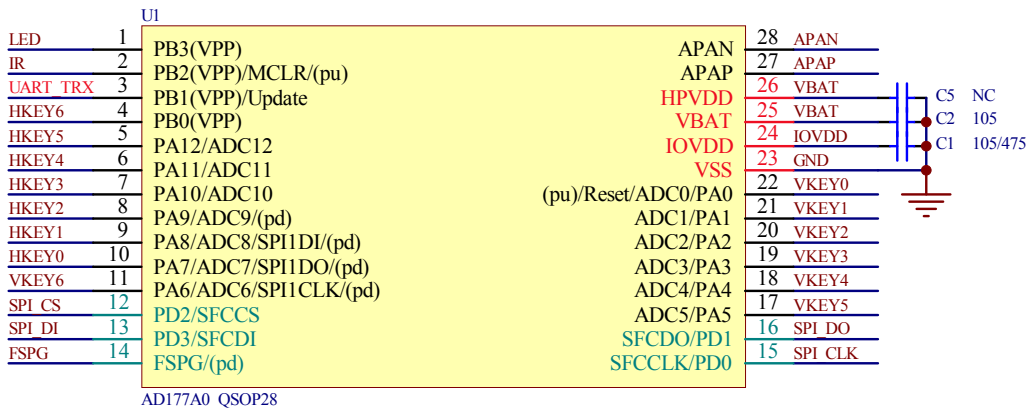 U1
LED 1 PB3(VPP) APAN 28 APAN
IR 2 PB2(VPP)/MCLR/(pu) APAP 27 APAP
UART_TRX 3 PB1(VPP)/Update HPVDD 26 VBAT C5 NC
HKEY6 4 PB0(VPP) VBAT 25 VBAT C2 105
HKEY5 5 PA12/ADC12 IOVDD 24 IOVDD C1 105/475
HKEY4 6 PA11/ADC11 VSS 23 GND
HKEY3 7 PA10/ADC10 (pu)/Reset/ADC0/PA0 22 VKEY0
HKEY2 8 PA9/ADC9/(pd) ADC1/PA1 21 VKEY1
HKEY1 9 PA8/ADC8/SPI1DI/(pd) ADC2/PA2 20 VKEY2
HKEY0 10 PA7/ADC7/SPI1DO/(pd) ADC3/PA3 19 VKEY3
VKEY6 11 PA6/ADC6/SPI1CLK/(pd) ADC4/PA4 18 VKEY4
SPI_CS 12 PD2/SFCCS ADC5/PA5 17 VKEY5
SPI_DI 13 PD3/SFCDI SFCDO/PD1 16 SPI_DO
FSPG 14 FSPG/(pd) SFCCLK/PD0 15 SPI_CLK
AD177A0_QSOP28